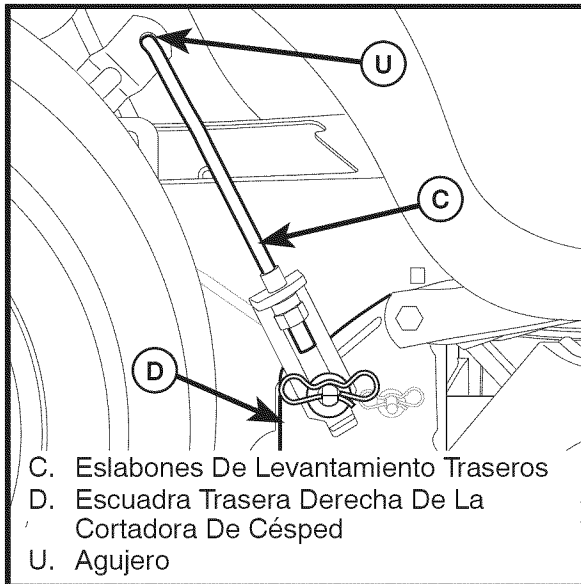 U
C
D
C. Eslabones De Levantamiento Traseros
D. Escuadra Trasera Derecha De La
Cortadora De Césped
U. Agujero